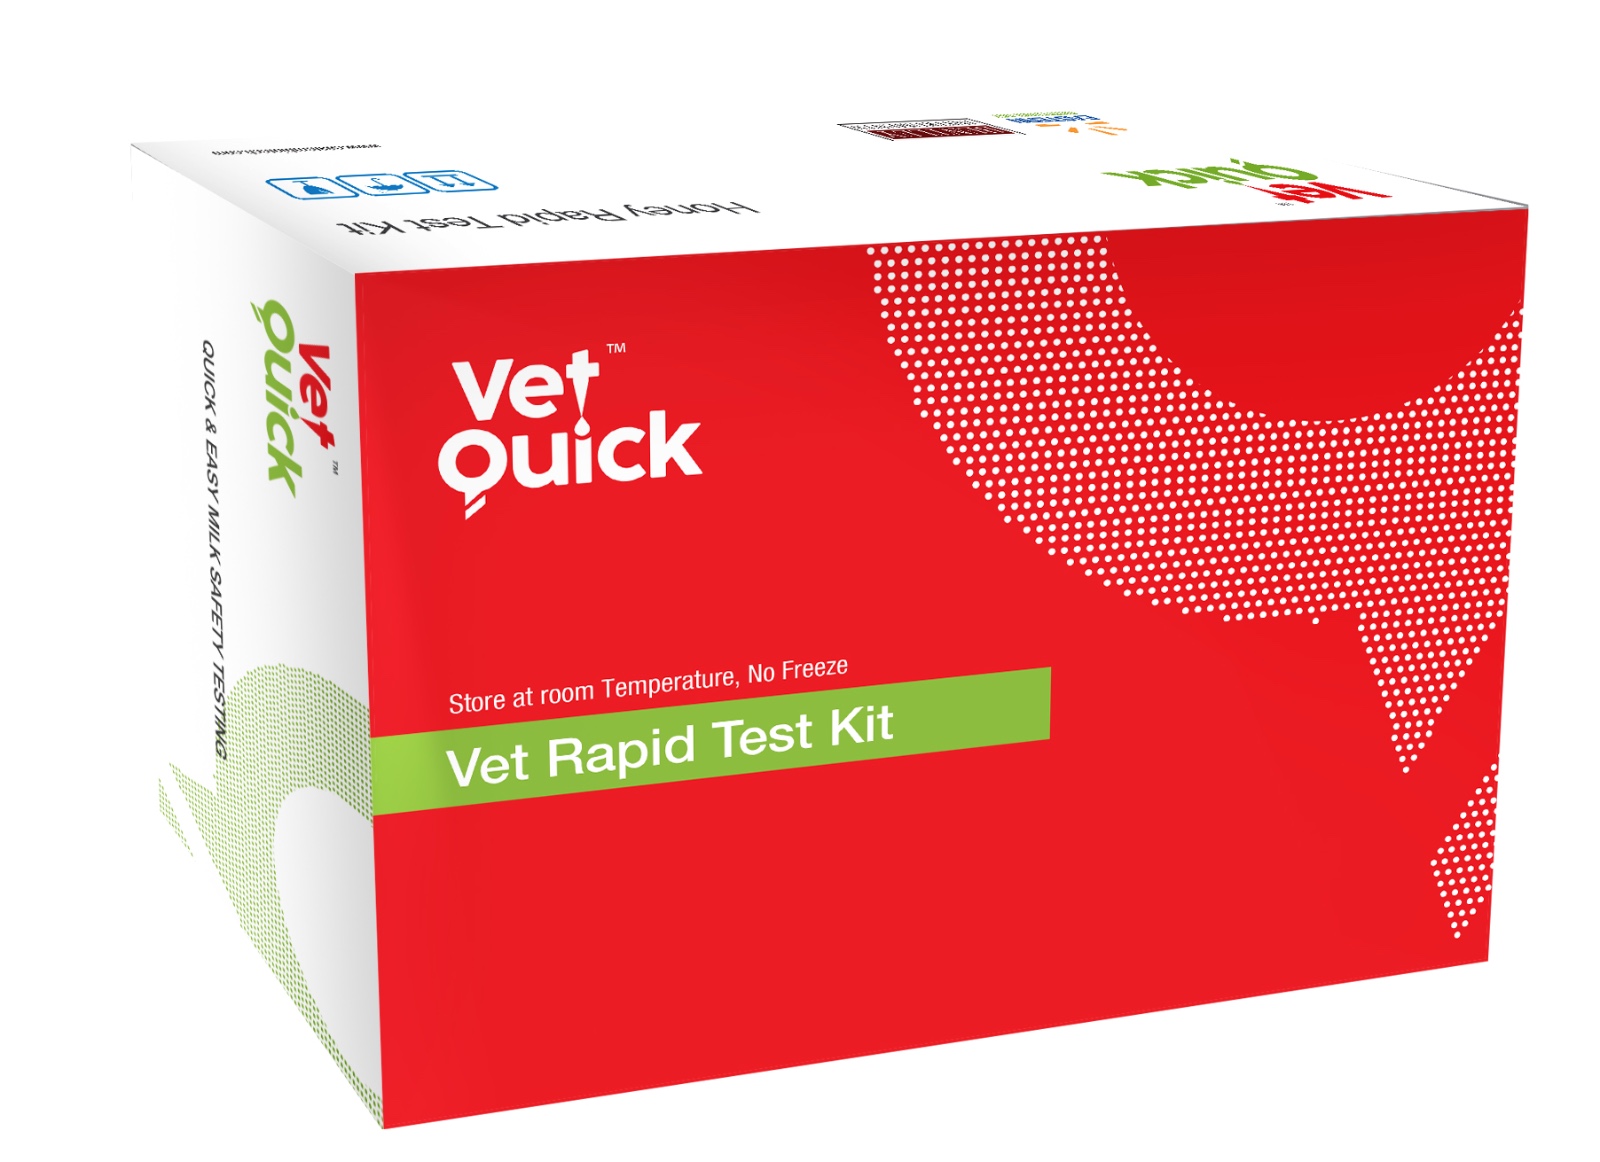 Vet
Quick
™
Store at room Temperature, No Freeze
Vet Rapid Test Kit
Vet
Quick
™
QUICK & EASY MILK SAFETY TESTING
Honey Rapid Test Kit
Vet
Quick